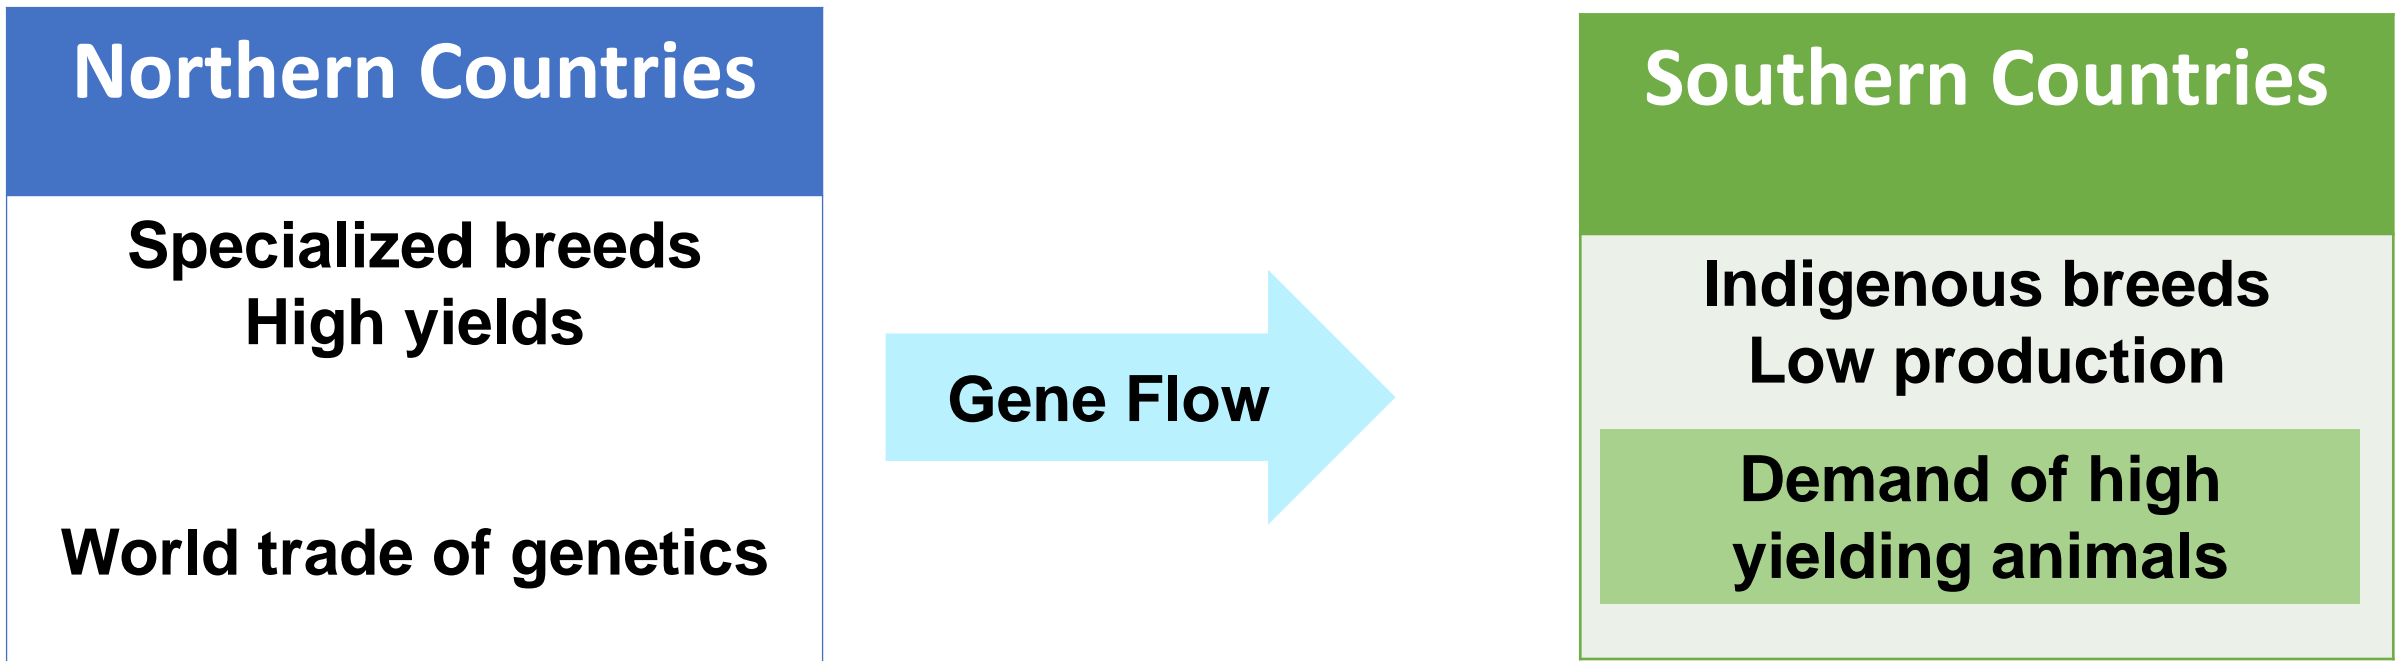 Northern Countries
Specialized breeds
High yields
World trade of genetics
Gene Flow
Southern Countries
Indigenous breeds
Low production
Demand of high
yielding animals